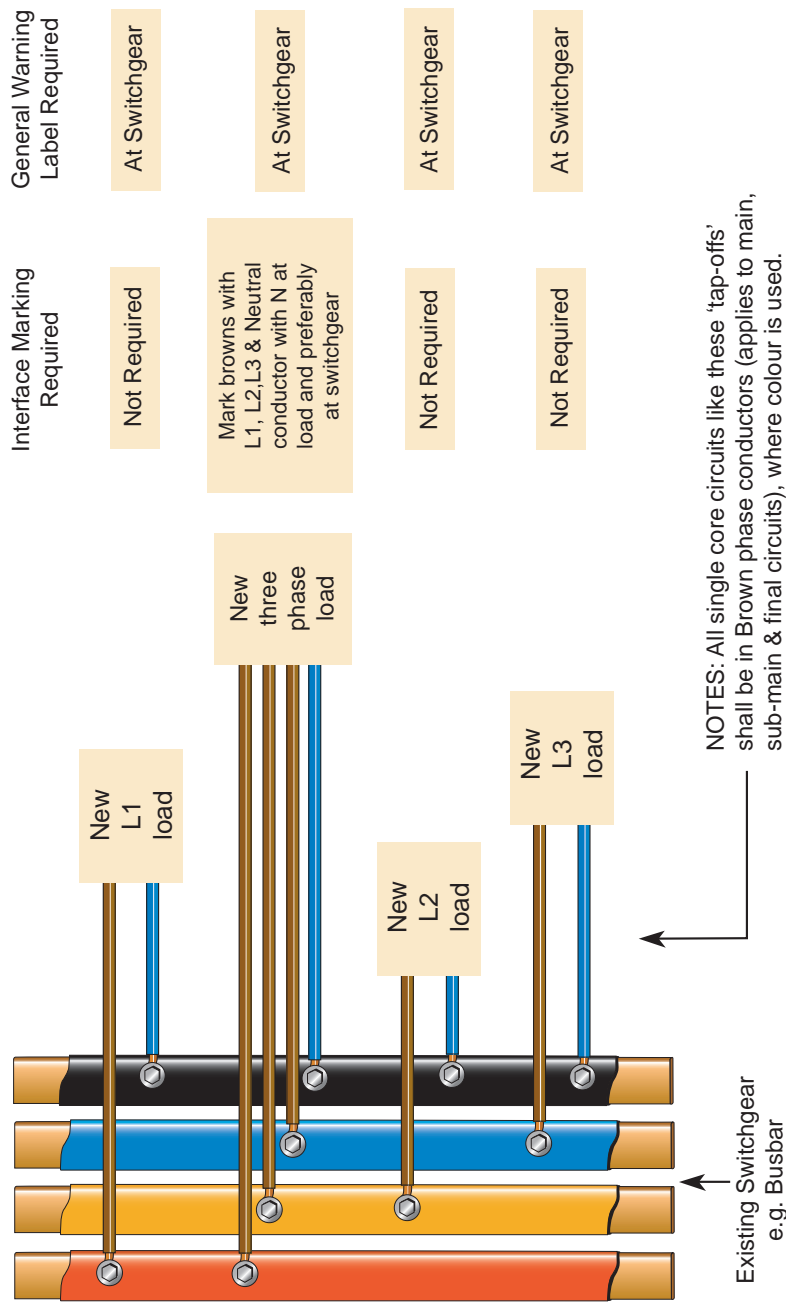 Interface Marking
Required
General Warning
Label Required
New
L1
load
Not Required
At Switchgear
New
three
phase
load
Mark browns with
L1, L2,L3 & Neutral
conductor with N at
load and preferably
at switchgear
At Switchgear
New
L2
load
Not Required
At Switchgear
New
L3
load
Not Required
At Switchgear
Existing Switchgear
e.g. Busbar
NOTES: All single core circuits like these ‘tap-offs’
shall be in Brown phase conductors (applies to main,
sub-main & final circuits), where colour is used.